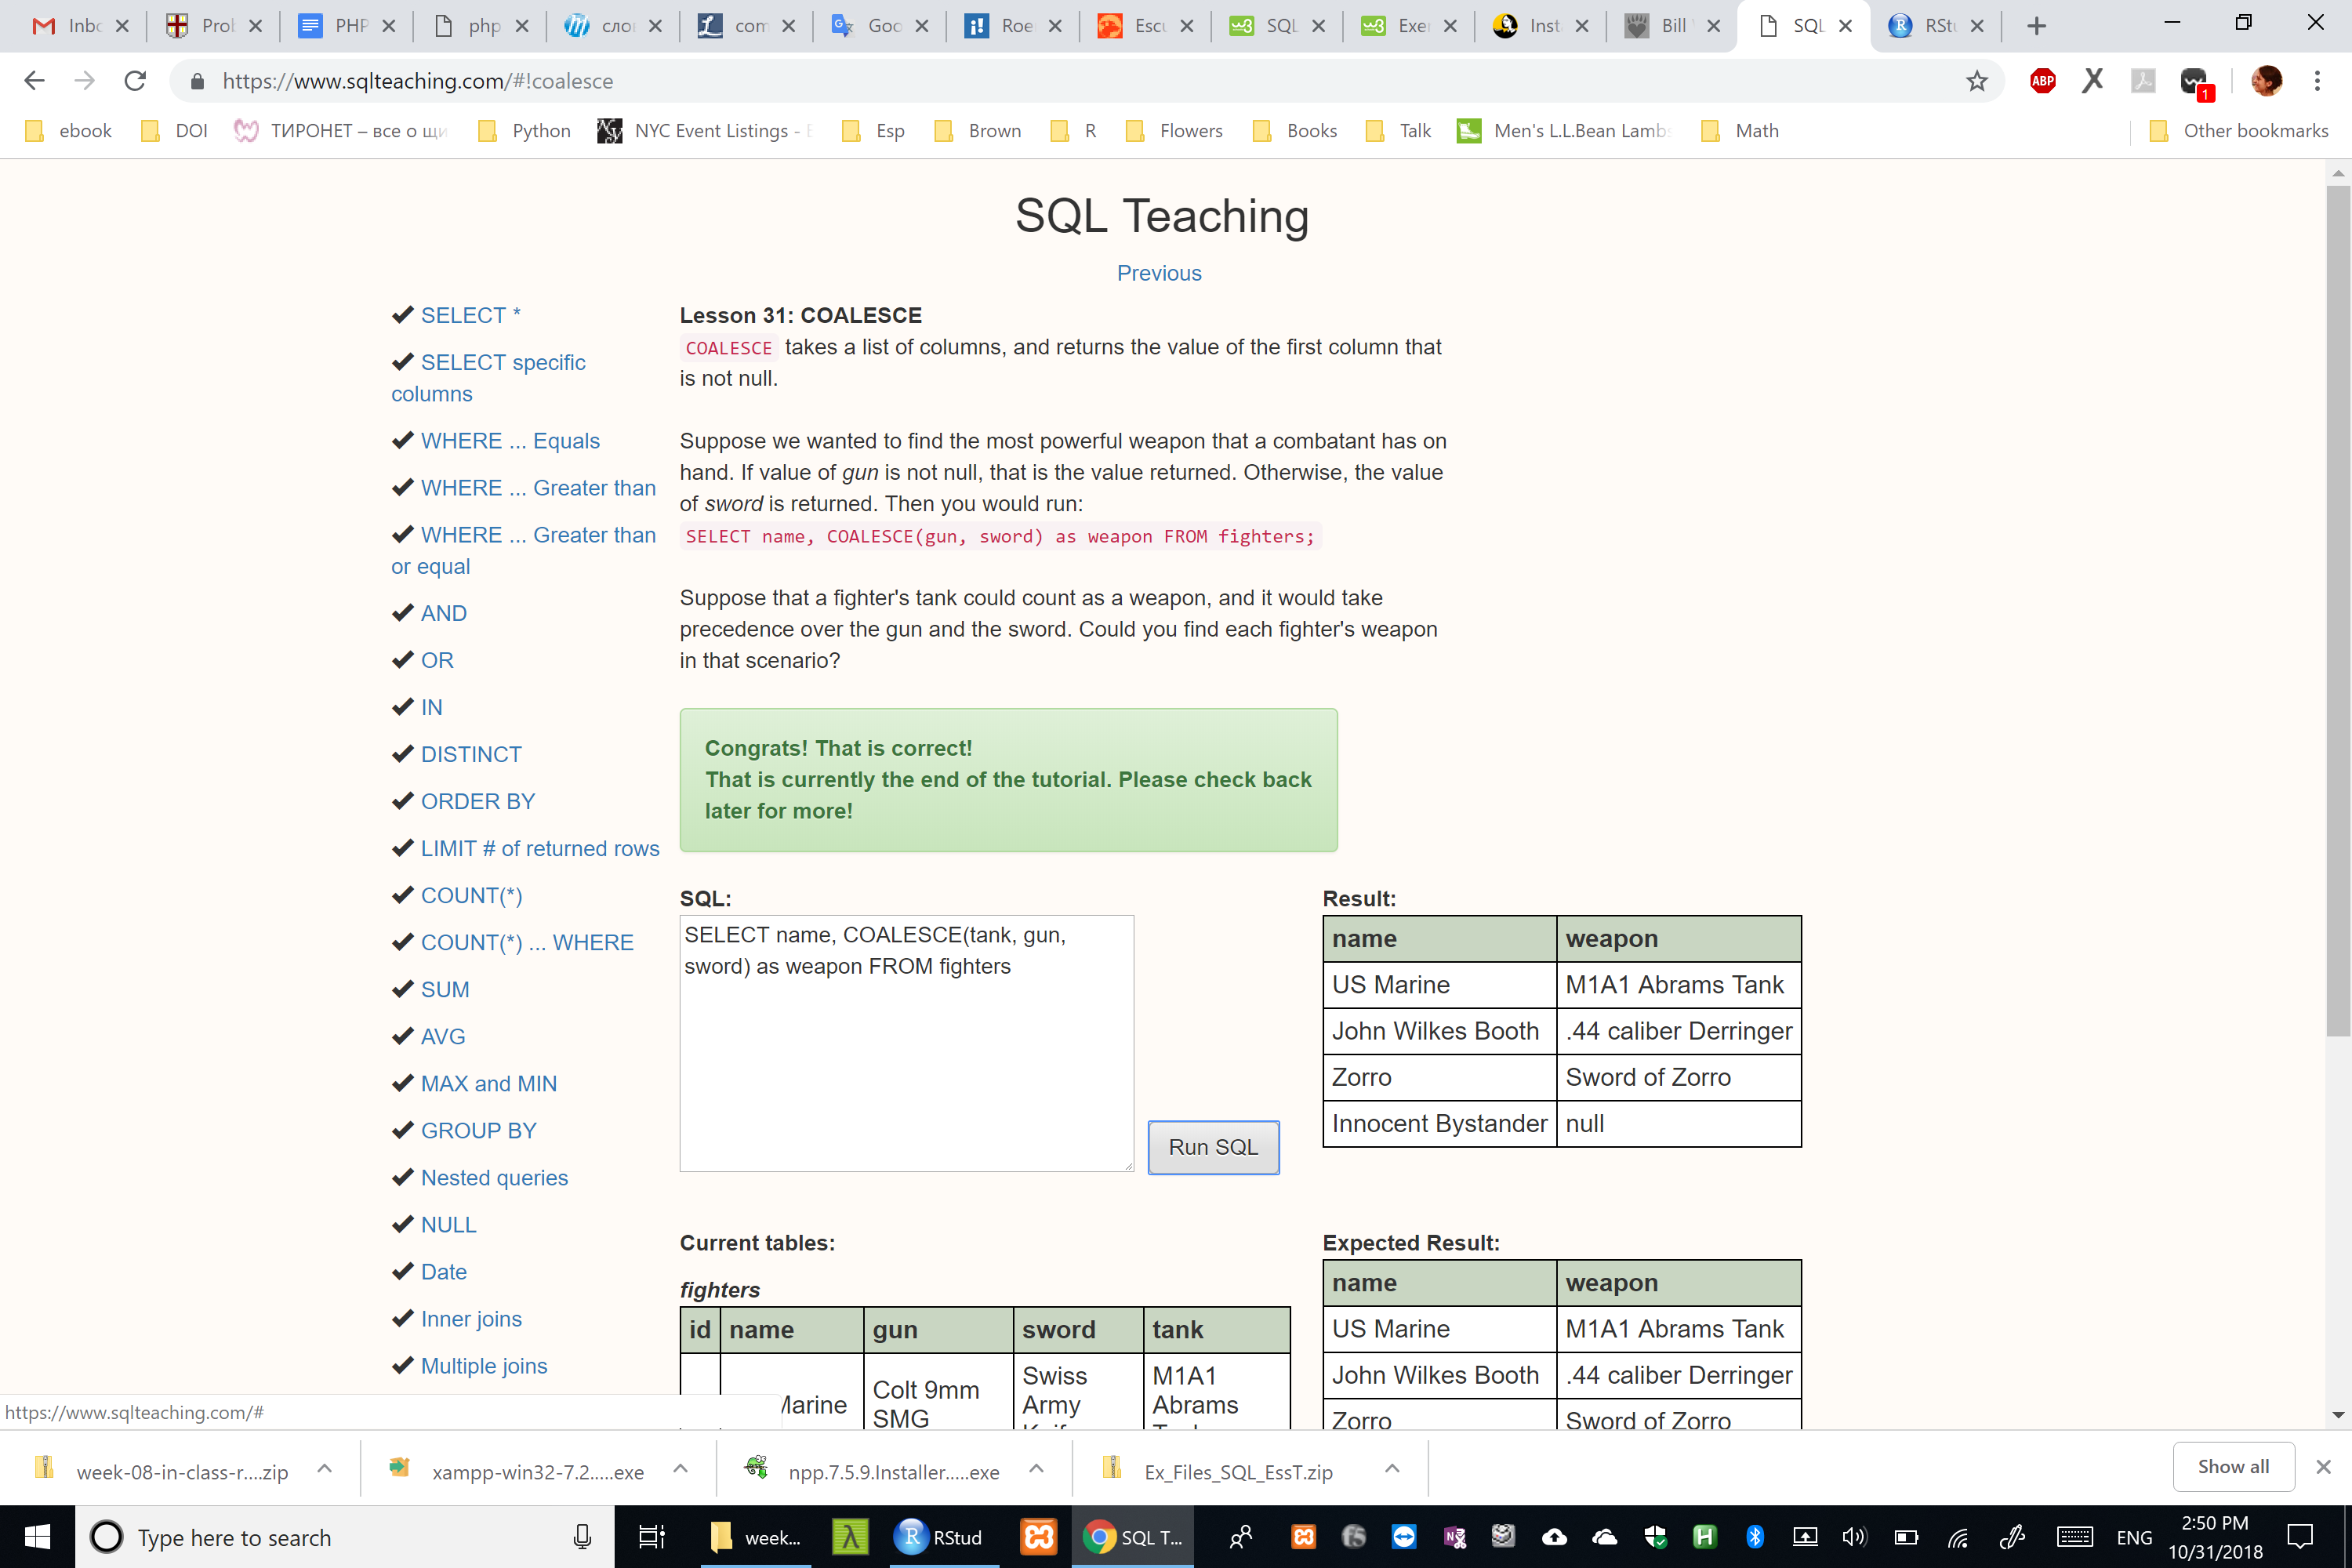 Inbc
Prob
PHP
php
сло
com
Goo
Roe
Escu
SQL
Exer
Inst
Bill
SQL
RStu
https://www.sqlteaching.com/#!coalesce
ABP
1
ebook
DOI
ТИРОНЕТ – все о щи
Python
NYC Event Listings - E
Esp
Brown
R
Flowers
Books
Talk
Men's L.L.Bean Lambs
Math
Other bookmarks
SQL Teaching
Previous
SELECT *
SELECT specific
columns
WHERE ... Equals
WHERE ... Greater than
WHERE ... Greater than
or equal
AND
OR
IN
DISTINCT
ORDER BY
LIMIT # of returned rows
COUNT(*)
COUNT(*) ... WHERE
SUM
AVG
MAX and MIN
GROUP BY
Nested queries
NULL
Date
Inner joins
Multiple joins
Lesson 31: COALESCE
COALESCE takes a list of columns, and returns the value of the first column that
is not null.
Suppose we wanted to find the most powerful weapon that a combatant has on
hand. If value of gun is not null, that is the value returned. Otherwise, the value
of sword is returned. Then you would run:
SELECT name, COALESCE(gun, sword) as weapon FROM fighters;
Suppose that a fighter's tank could count as a weapon, and it would take
precedence over the gun and the sword. Could you find each fighter's weapon
in that scenario?
Congrats! That is correct!
That is currently the end of the tutorial. Please check back
later for more!
SQL:
SELECT name, COALESCE(tank, gun,
sword) as weapon FROM fighters
Run SQL
Result:
name weapon
US Marine M1A1 Abrams Tank
John Wilkes Booth .44 caliber Derringer
Zorro Sword of Zorro
Innocent Bystander null
Current tables:
fighters
id name gun sword tank
Marine
Colt 9mm
SMG
Swiss
Army
M1A1
Abrams
Expected Result:
name weapon
US Marine M1A1 Abrams Tank
John Wilkes Booth .44 caliber Derringer
Zorro Sword of Zorro
https://www.sqlteaching.com/#
week-08-in-class-r....zip
xampp-win32-7.2.....exe
npp.7.5.9.Installer.....exe
Ex_Files_SQL_EssT.zip
Show all
Type here to search
week...
RStud
SQL T...
ENG
2:50 PM
10/31/2018